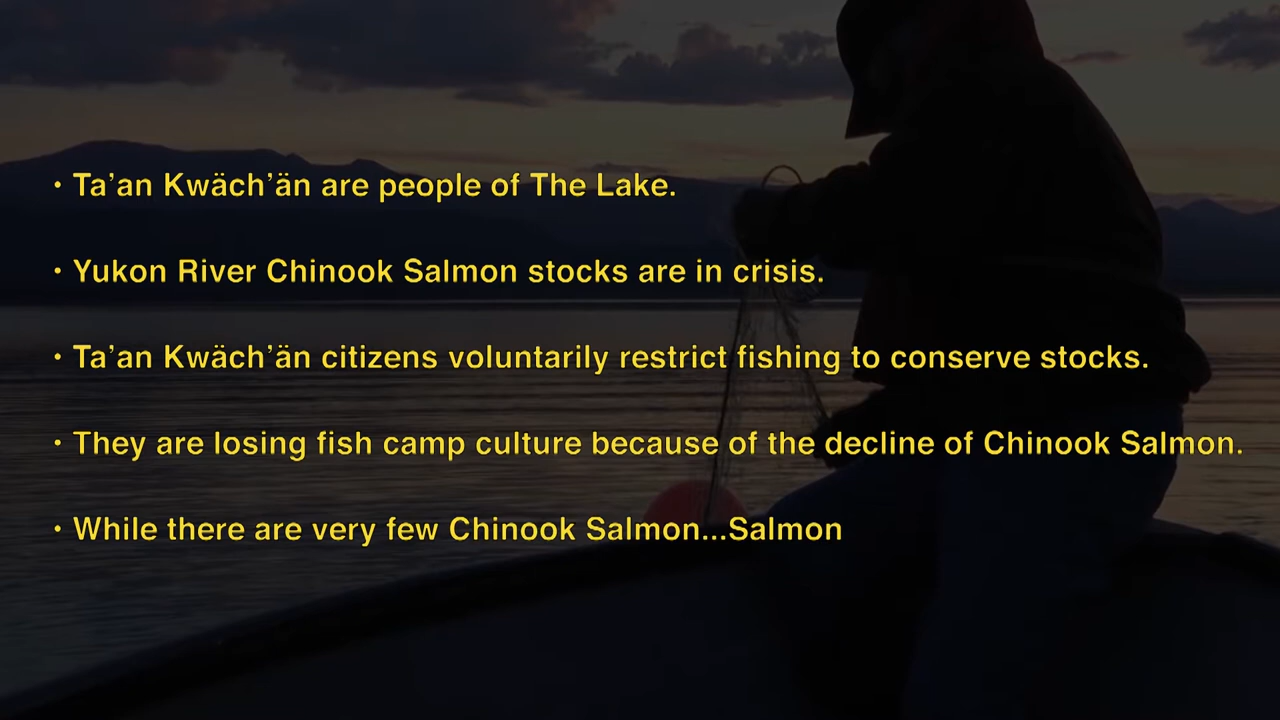 • Ta’an Kwäch’än are people of The Lake.
• Yukon River Chinook Salmon stocks are in crisis.
• Ta’an Kwäch’än citizens voluntarily restrict fishing to conserve stocks.
• They are losing fish camp culture because of the decline of Chinook Salmon.
• While there are very few Chinook Salmon...Salmon